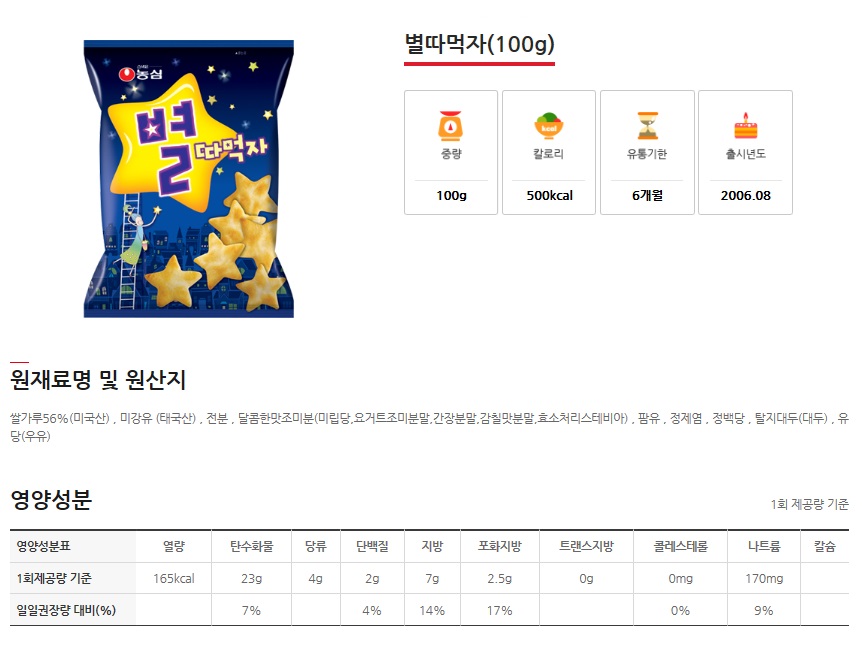 별따먹자(100g)
농심
별
따먹자
kcal
중량 칼로리 유통기한 출시년도
100g 500kcal 6개월 2006.08
원재료명 및 원산지
쌀가루56%(미국산) , 미강유 (태국산) , 전분 , 달콤한맛조미분(미립당,요거트조미분말,간장분말,감칠맛분말,효소처리스테비아) , 팜유 , 정제염 , 정백당 , 탈지대두(대두) , 유
당(우유)
영양성분
1회 제공량 기준
영양성분표 열량 탄수화물 당류 단백질 지방 포화지방 트랜스지방 콜레스테롤 나트륨 칼슘
1회제공량 기준 165kcal 23g 4g 2g 7g 2.5g 0g 0mg 170mg
일일권장량 대비(%) 7% 4% 14% 17% 0% 9%